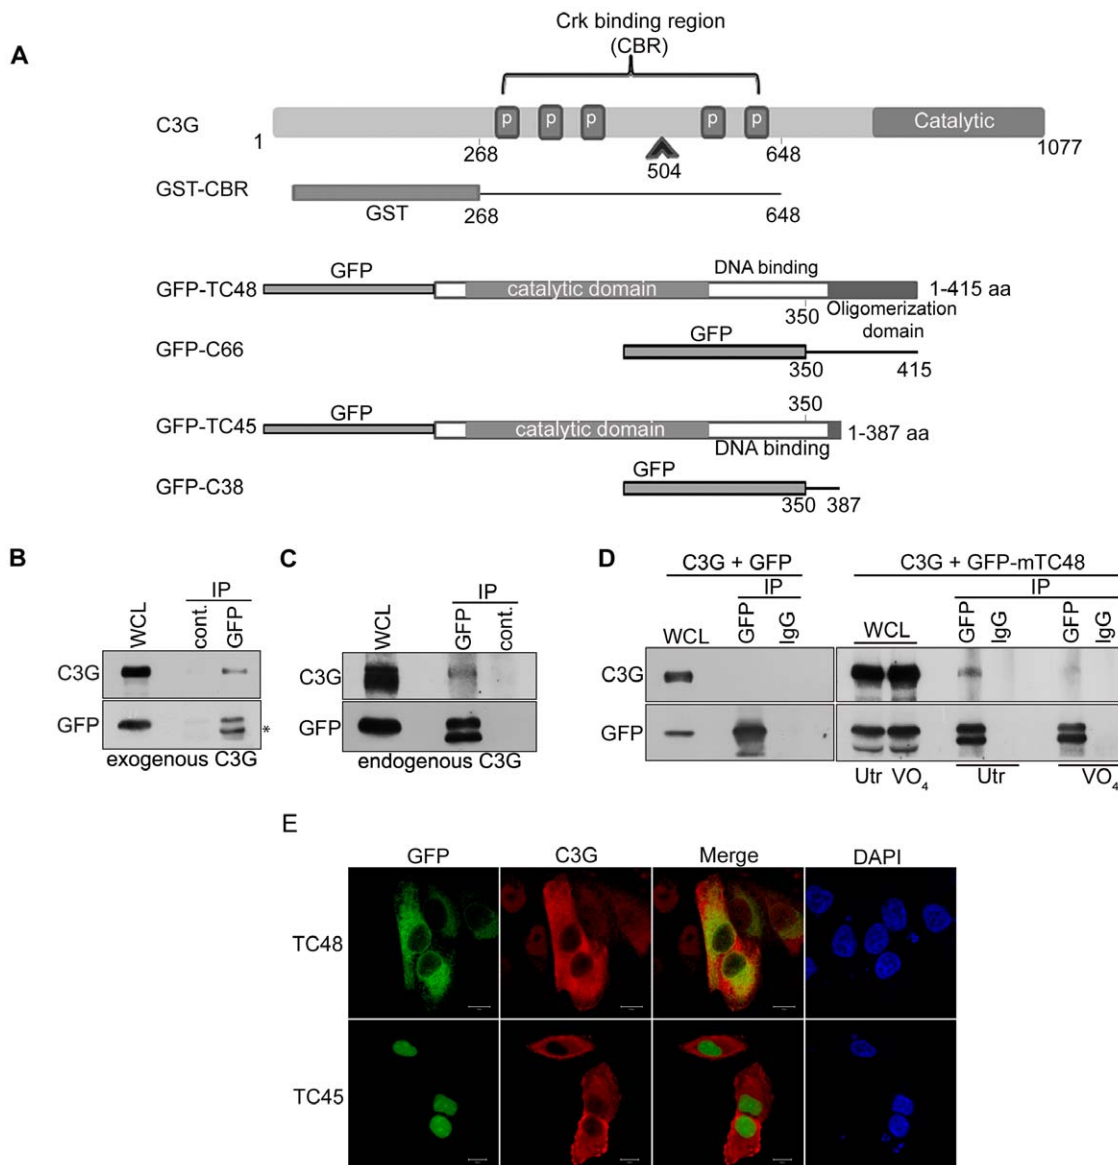 A
Crk binding region
(CBR)
C3G
p p p p p
Catalytic
1 268 504 648 1077
GST-CBR
GST 268 648
GFP DNA binding
GFP-TC48 catalytic domain 1-415 aa
350 Oligomerization
domain
GFP
GFP-C66
350 415
350
GFP
GFP-TC45 catalytic domain 1-387 aa
DNA binding
GFP
GFP-C38
350 387
B
IP
WCL cont. GFP
C3G
GFP *
exogenous C3G
C
IP
WCL GFP cont.
C3G
GFP
endogenous C3G
D
C3G + GFP C3G + GFP-mTC48
IP IP
WCL GFP IgG WCL GFP IgG GFP IgG
C3G
GFP
Utr VO4 Utr VO4
E
GFP C3G Merge DAPI
TC48
TC45